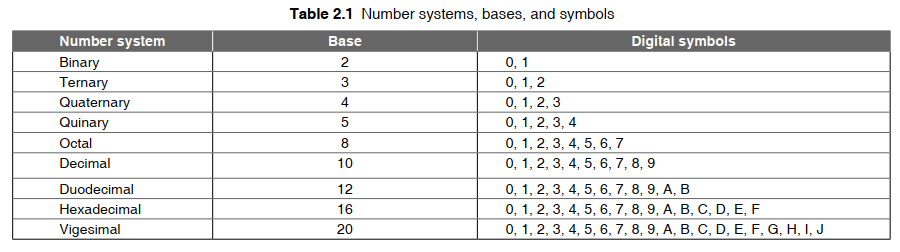 Table 2.1 Number systems, bases, and symbols
Number system Base Digital symbols
Binary 2 0, 1
Ternary 3 0, 1, 2
Quaternary 4 0, 1, 2, 3
Quinary 5 0, 1, 2, 3, 4
Octal 8 0, 1, 2, 3, 4, 5, 6, 7
Decimal 10 0, 1, 2, 3, 4, 5, 6, 7, 8, 9
Duodecimal 12 0, 1, 2, 3, 4, 5, 6, 7, 8, 9, A, B
Hexadecimal 16 0, 1, 2, 3, 4, 5, 6, 7, 8, 9, A, B, C, D, E, F
Vigesimal 20 0, 1, 2, 3, 4, 5, 6, 7, 8, 9, A, B, C, D, E, F, G, H, I, J